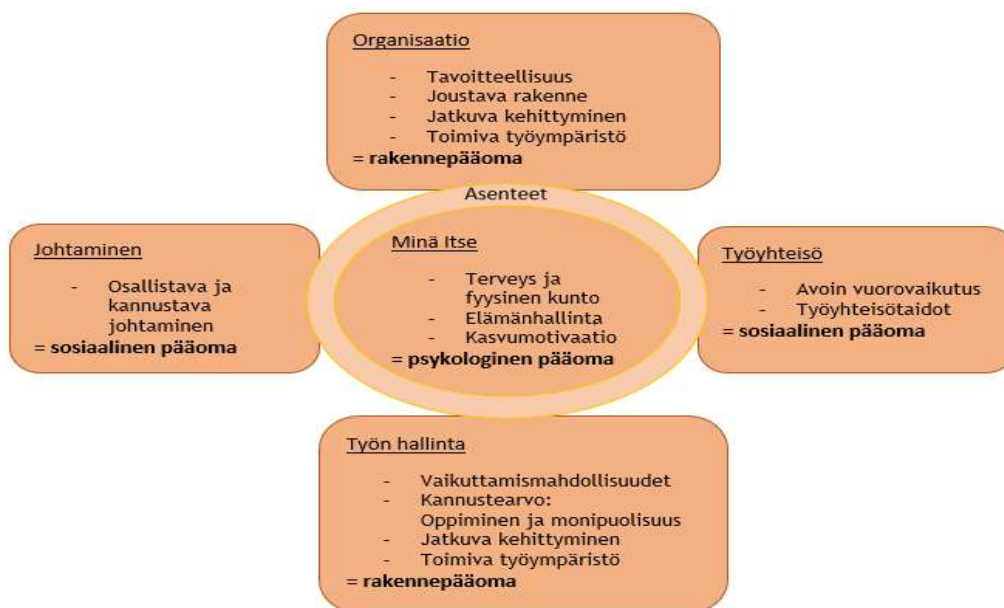 Organisaatio
- Tavoitteellisuus
- Joustava rakenne
- Jatkuva kehittyminen
- Toimiva työympäristö
= rakennepääoma
Asenteet
Johtaminen
- Osallistava ja
kannustava
johtaminen
= sosiaalinen pääoma
Minä Itse
- Terveys ja
fyysinen kunto
- Elämänhallinta
- Kasvumotivaatio
= psykologinen pääoma
Työyhteisö
- Avoin vuorovaikutus
- Työyhteisötaidot
= sosiaalinen pääoma
Työn hallinta
- Vaikuttamismahdollisuudet
- Kannustearvo:
Oppiminen ja monipuolisuus
- Jatkuva kehittyminen
- Toimiva työympäristö
= rakennepääoma